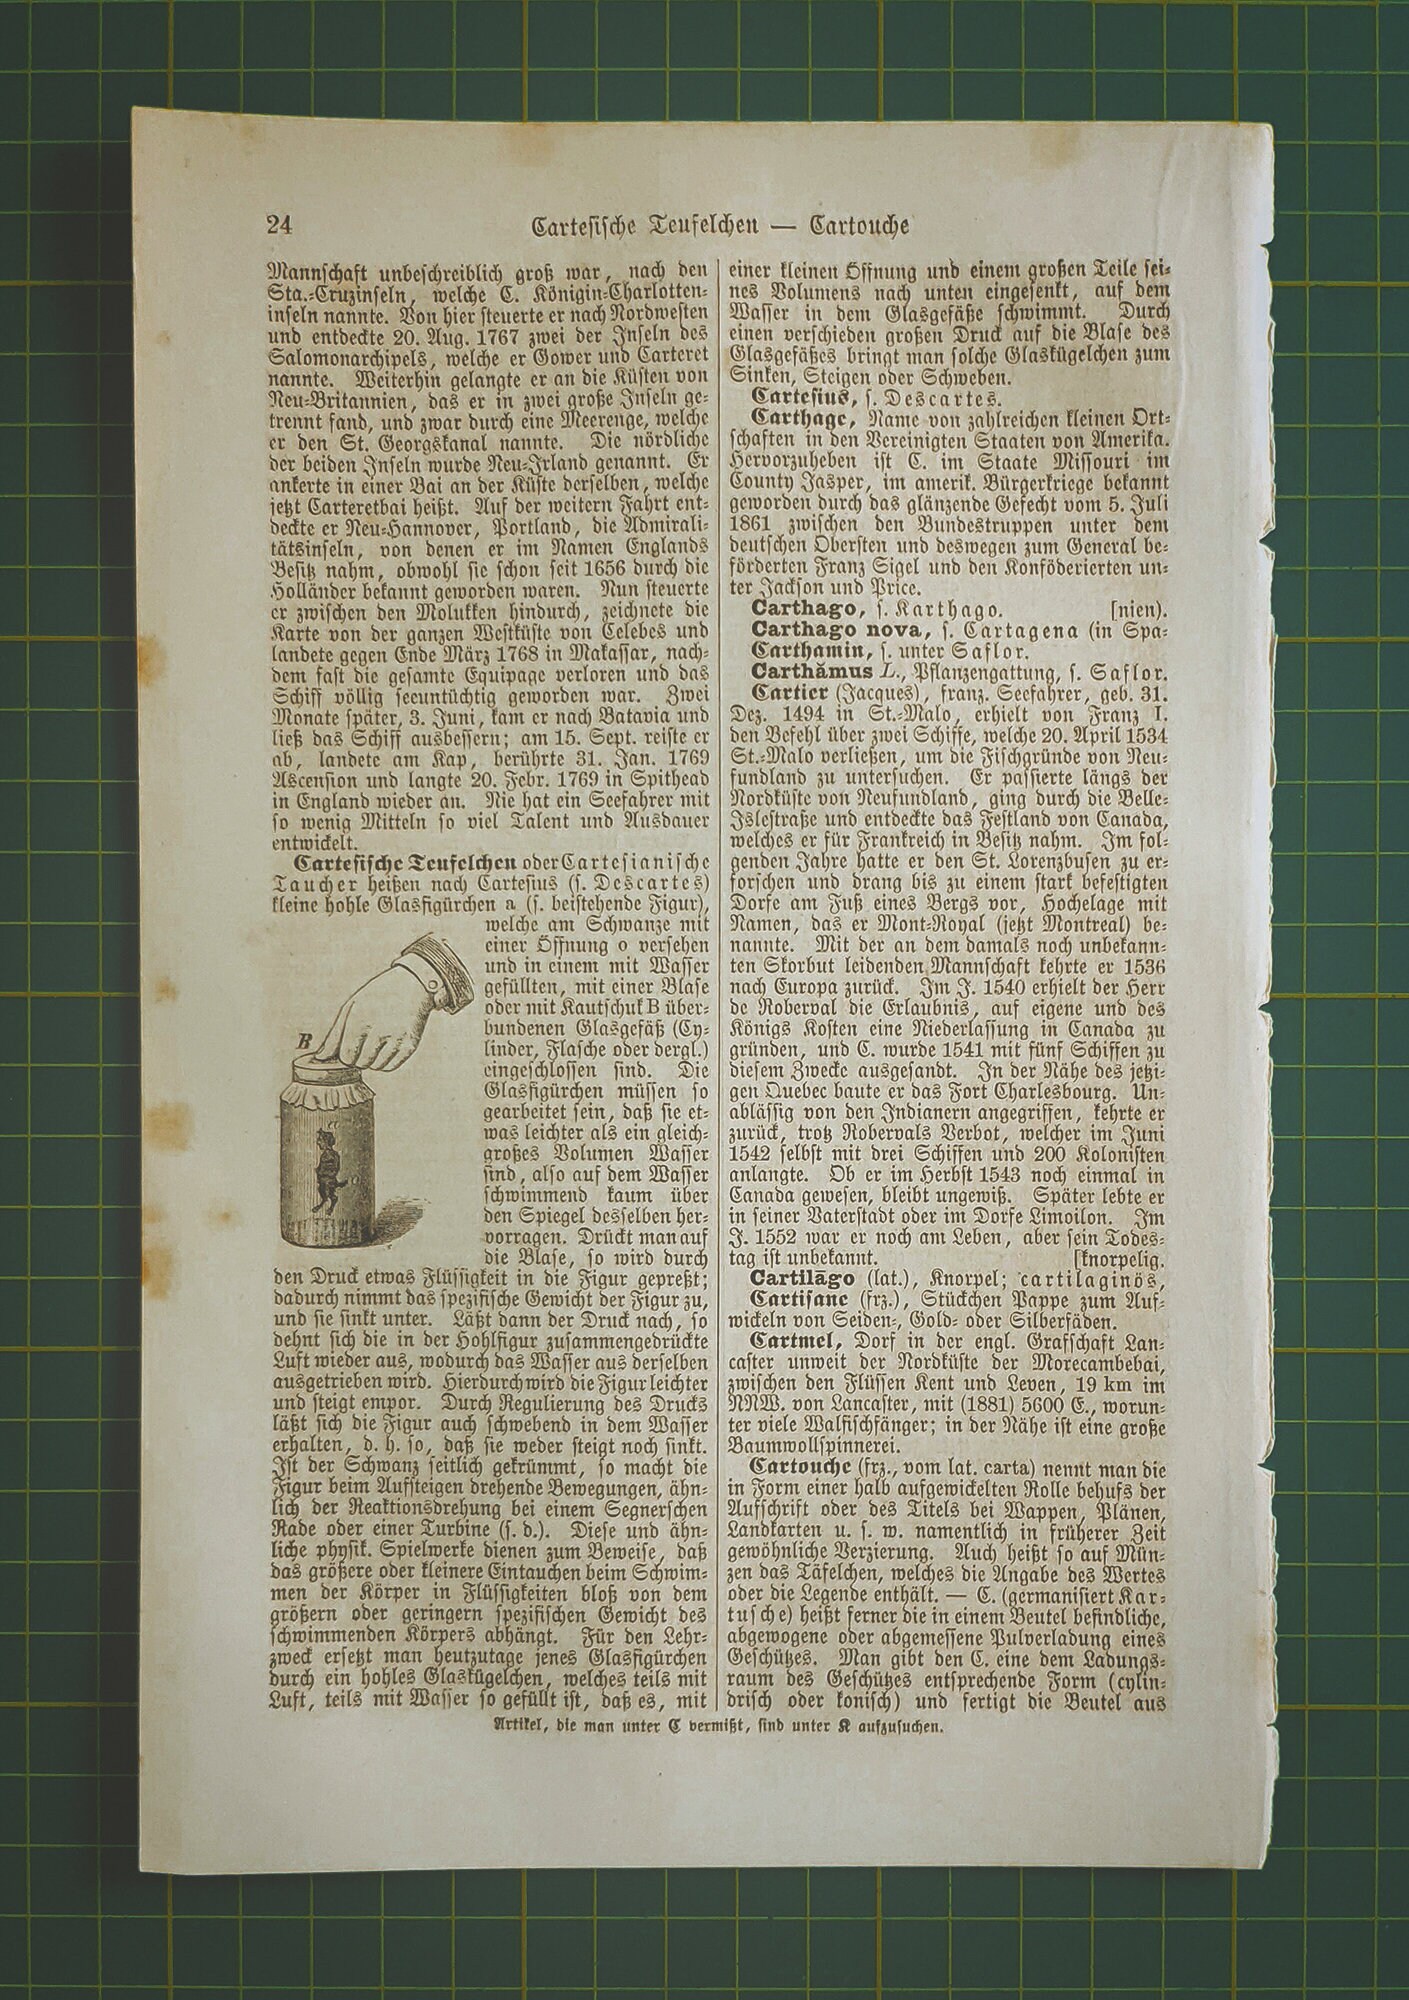 24
Cartesische Teufelchen — Cartouche
Mannschaft unbeschreiblich groß war, nach den
Sta.-Cruzinseln, welche C. Königin-Charlotten-
inseln nannte. Von hier steuerte er nach Nordwesten
und entdeckte 20. Aug. 1767 zwei der Inseln des
Salomonarchipels, welche er Gower und Carteret
nannte. Weiterhin gelangte er an die Küsten von
Neu-Britannien, das er in zwei große Inseln ge-
trennt fand, und zwar durch eine Meerenge, welche
er den St. Georgskanal nannte. Die nördliche
der beiden Inseln wurde Neu-Irland genannt. Er
ankerte in einer Bai an der Küste derselben, welche
jetzt Carteretbai heißt. Auf der weitern Fahrt ent-
deckte er Neu-Hannover, Portland, die Admirali-
tätsinseln, von denen er im Namen Englands
Besitz nahm, obwohl sie schon seit 1656 durch die
Holländer bekannt geworden waren. Nun steuerte
er zwischen den Molukken hindurch, zeichnete die
Karte von der ganzen Westküste von Celebes und
landete gegen Ende März 1768 in Makassar, nach-
dem fast die gesamte Equipage verloren und das
Schiff völlig seeuntüchtig geworden war. Zwei
Monate später, 3. Juni, kam er nach Batavia und
ließ das Schiff ausbessern; am 15. Sept. reiste er
ab, landete am Kap, berührte 31. Jan. 1769
Ascension und langte 20. Febr. 1769 in Spithead
in England wieder an. Nie hat ein Seefahrer mit
so wenig Mitteln so viel Talent und Ausdauer
entwickelt.
Cartesische Teufelchen oder Cartesianische
Taucher heißen nach Cartesius (s. Descartes)
kleine hohle Glasfigürchen a (s. beistehende Figur),
welche am Schwanze mit
einer Öffnung o versehen
und in einem mit Wasser
gefüllten, mit einer Blase
oder mit Kautschuk B über-
bundenen Glasgefäß (Cy-
linder, Flasche oder dergl.)
eingeschlossen sind. Die
Glasfigürchen müssen so
gearbeitet sein, daß sie et-
was leichter als ein gleich-
großes Volumen Wasser
sind, also auf dem Wasser
schwimmend kaum über
den Spiegel desselben her-
vorragen. Drückt man auf
die Blase, so wird durch
B
den Druck etwas Flüssigkeit in die Figur gepreßt;
dadurch nimmt das spezifische Gewicht der Figur zu,
und sie sinkt unter. Läßt dann der Druck nach, so
dehnt sich die in der Hohlfigur zusammengedrückte
Luft wieder aus, wodurch das Wasser aus derselben
ausgetrieben wird. Hierdurch wird die Figur leichter
und steigt empor. Durch Regulierung des Drucks
läßt sich die Figur auch schwebend in dem Wasser
erhalten, d. h. so, daß sie weder steigt noch sinkt.
Ist der Schwanz seitlich gekrümmt, so macht die
Figur beim Aufsteigen drehende Bewegungen, ähn-
lich der Reaktionsdrehung bei einem Segnerschen
Rade oder einer Turbine (s. d.). Diese und ähn-
liche physik. Spielwerke dienen zum Beweise, daß
das größere oder kleinere Eintauchen beim Schwim-
men der Körper in Flüssigkeiten bloß von dem
größern oder geringern spezifischen Gewicht des
schwimmenden Körpers abhängt. Für den Lehr-
zweck ersetzt man heutzutage jenes Glasfigürchen
durch ein hohles Glaskügelchen, welches teils mit
Luft, teils mit Wasser so gefüllt ist, daß es, mit
einer kleinen Öffnung und einem großen Teile sei-
nes Volumens nach unten eingesenkt, auf dem
Wasser in dem Glasgefäße schwimmt. Durch
einen verschieden großen Druck auf die Blase des
Glasgefäßes bringt man solche Glaskügelchen zum
Sinken, Steigen oder Schweben.
Cartesius, s. Descartes.
Carthage, Name von zahlreichen kleinen Ort-
schaften in den Vereinigten Staaten von Amerika.
Hervorzuheben ist C. im Staate Missouri im
County Jasper, im amerik. Bürgerkriege bekannt
geworden durch das glänzende Gefecht vom 5. Juli
1861 zwischen den Bundestruppen unter dem
deutschen Obersten und deswegen zum General be-
förderten Franz Sigel und den Konföderierten un-
ter Jackson und Price.
Carthago, s. Karthago. [nien).
Carthago nova, s. Cartagena (in Spa-
Carthamin, s. unter Saflor.
Carthămus L., Pflanzengattung, s. Saflor.
Cartier (Jacques), franz. Seefahrer, geb. 31.
Dez. 1494 in St.-Malo, erhielt von Franz I.
den Befehl über zwei Schiffe, welche 20. April 1534
St.-Malo verließen, um die Fischgründe von Neu-
fundland zu untersuchen. Er passierte längs der
Nordküste von Neufundland, ging durch die Belle-
Islestraße und entdeckte das Festland von Canada,
welches er für Frankreich in Besitz nahm. Im fol-
genden Jahre hatte er den St. Lorenzbusen zu er-
forschen und drang bis zu einem stark befestigten
Dorfe am Fuß eines Bergs vor, Hochelage mit
Namen, das er Mont-Royal (jetzt Montreal) be-
nannte. Mit der an dem damals noch unbekann-
ten Skorbut leidenden Mannschaft kehrte er 1536
nach Europa zurück. Im J. 1540 erhielt der Herr
de Roberval die Erlaubnis, auf eigene und des
Königs Kosten eine Niederlassung in Canada zu
gründen, und C. wurde 1541 mit fünf Schiffen zu
diesem Zwecke ausgesandt. In der Nähe des jetzi-
gen Quebec baute er das Fort Charlesbourg. Un-
ablässig von den Indianern angegriffen, kehrte er
zurück, trotz Robervals Verbot, welcher im Juni
1542 selbst mit drei Schiffen und 200 Kolonisten
anlangte. Ob er im Herbst 1543 noch einmal in
Canada gewesen, bleibt ungewiß. Später lebte er
in seiner Vaterstadt oder im Dorfe Limoilon. Im
J. 1552 war er noch am Leben, aber sein Todes-
tag ist unbekannt. [knorpelig.
Cartilāgo (lat.), Knorpel; cartilaginös,
Cartisane (frz.), Stückchen Pappe zum Auf-
wickeln von Seiden-, Gold- oder Silberfäden.
Cartmel, Dorf in der engl. Grafschaft Lan-
caster unweit der Nordküste der Morecambebai,
zwischen den Flüssen Kent und Leven, 19 km im
NNW. von Lancaster, mit (1881) 5600 E., worun-
ter viele Walfischfänger; in der Nähe ist eine große
Baumwollspinnerei.
Cartouche (frz., vom lat. carta) nennt man die
in Form einer halb aufgewickelten Rolle behufs der
Aufschrift oder des Titels bei Wappen, Plänen,
Landkarten u. s. w. namentlich in früherer Zeit
gewöhnliche Verzierung. Auch heißt so auf Mün-
zen das Täfelchen, welches die Angabe des Wertes
oder die Legende enthält. — C. (germanisiert Kar-
tusche) heißt ferner die in einem Beutel befindliche,
abgewogene oder abgemessene Pulverladung eines
Geschützes. Man gibt den C. eine dem Ladungs-
raum des Geschützes entsprechende Form (cylin-
drisch oder konisch) und fertigt die Beutel aus
Artikel, die man unter C vermißt, sind unter K aufzusuchen.